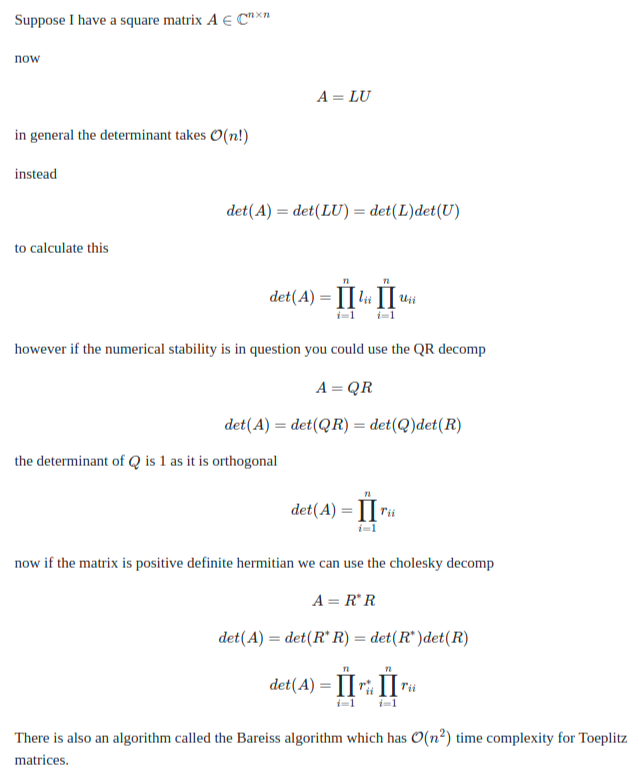 Suppose I have a square matrix $A \in \mathbb{C}^{n \times n}$
now
$A = LU$
in general the determinant takes $\mathcal{O}(n!)$
instead
$det(A) = det(LU) = det(L)det(U)$
to calculate this
$det(A) = \prod_{i=1}^{n} l_{ii} \prod_{i=1}^{n} u_{ii}$
however if the numerical stability is in question you could use the QR decomp
$A = QR$
$det(A) = det(QR) = det(Q)det(R)$
the determinant of $Q$ is 1 as it is orthogonal
$det(A) = \prod_{i=1}^{n} r_{ii}$
now if the matrix is positive definite hermitian we can use the cholesky decomp
$A = R^* R$
$det(A) = det(R^* R) = det(R^*)det(R)$
$det(A) = \prod_{i=1}^{n} r_{ii}^* \prod_{i=1}^{n} r_{ii}$
There is also an algorithm called the Bareiss algorithm which has $\mathcal{O}(n^2)$ time complexity for Toeplitz
matrices.